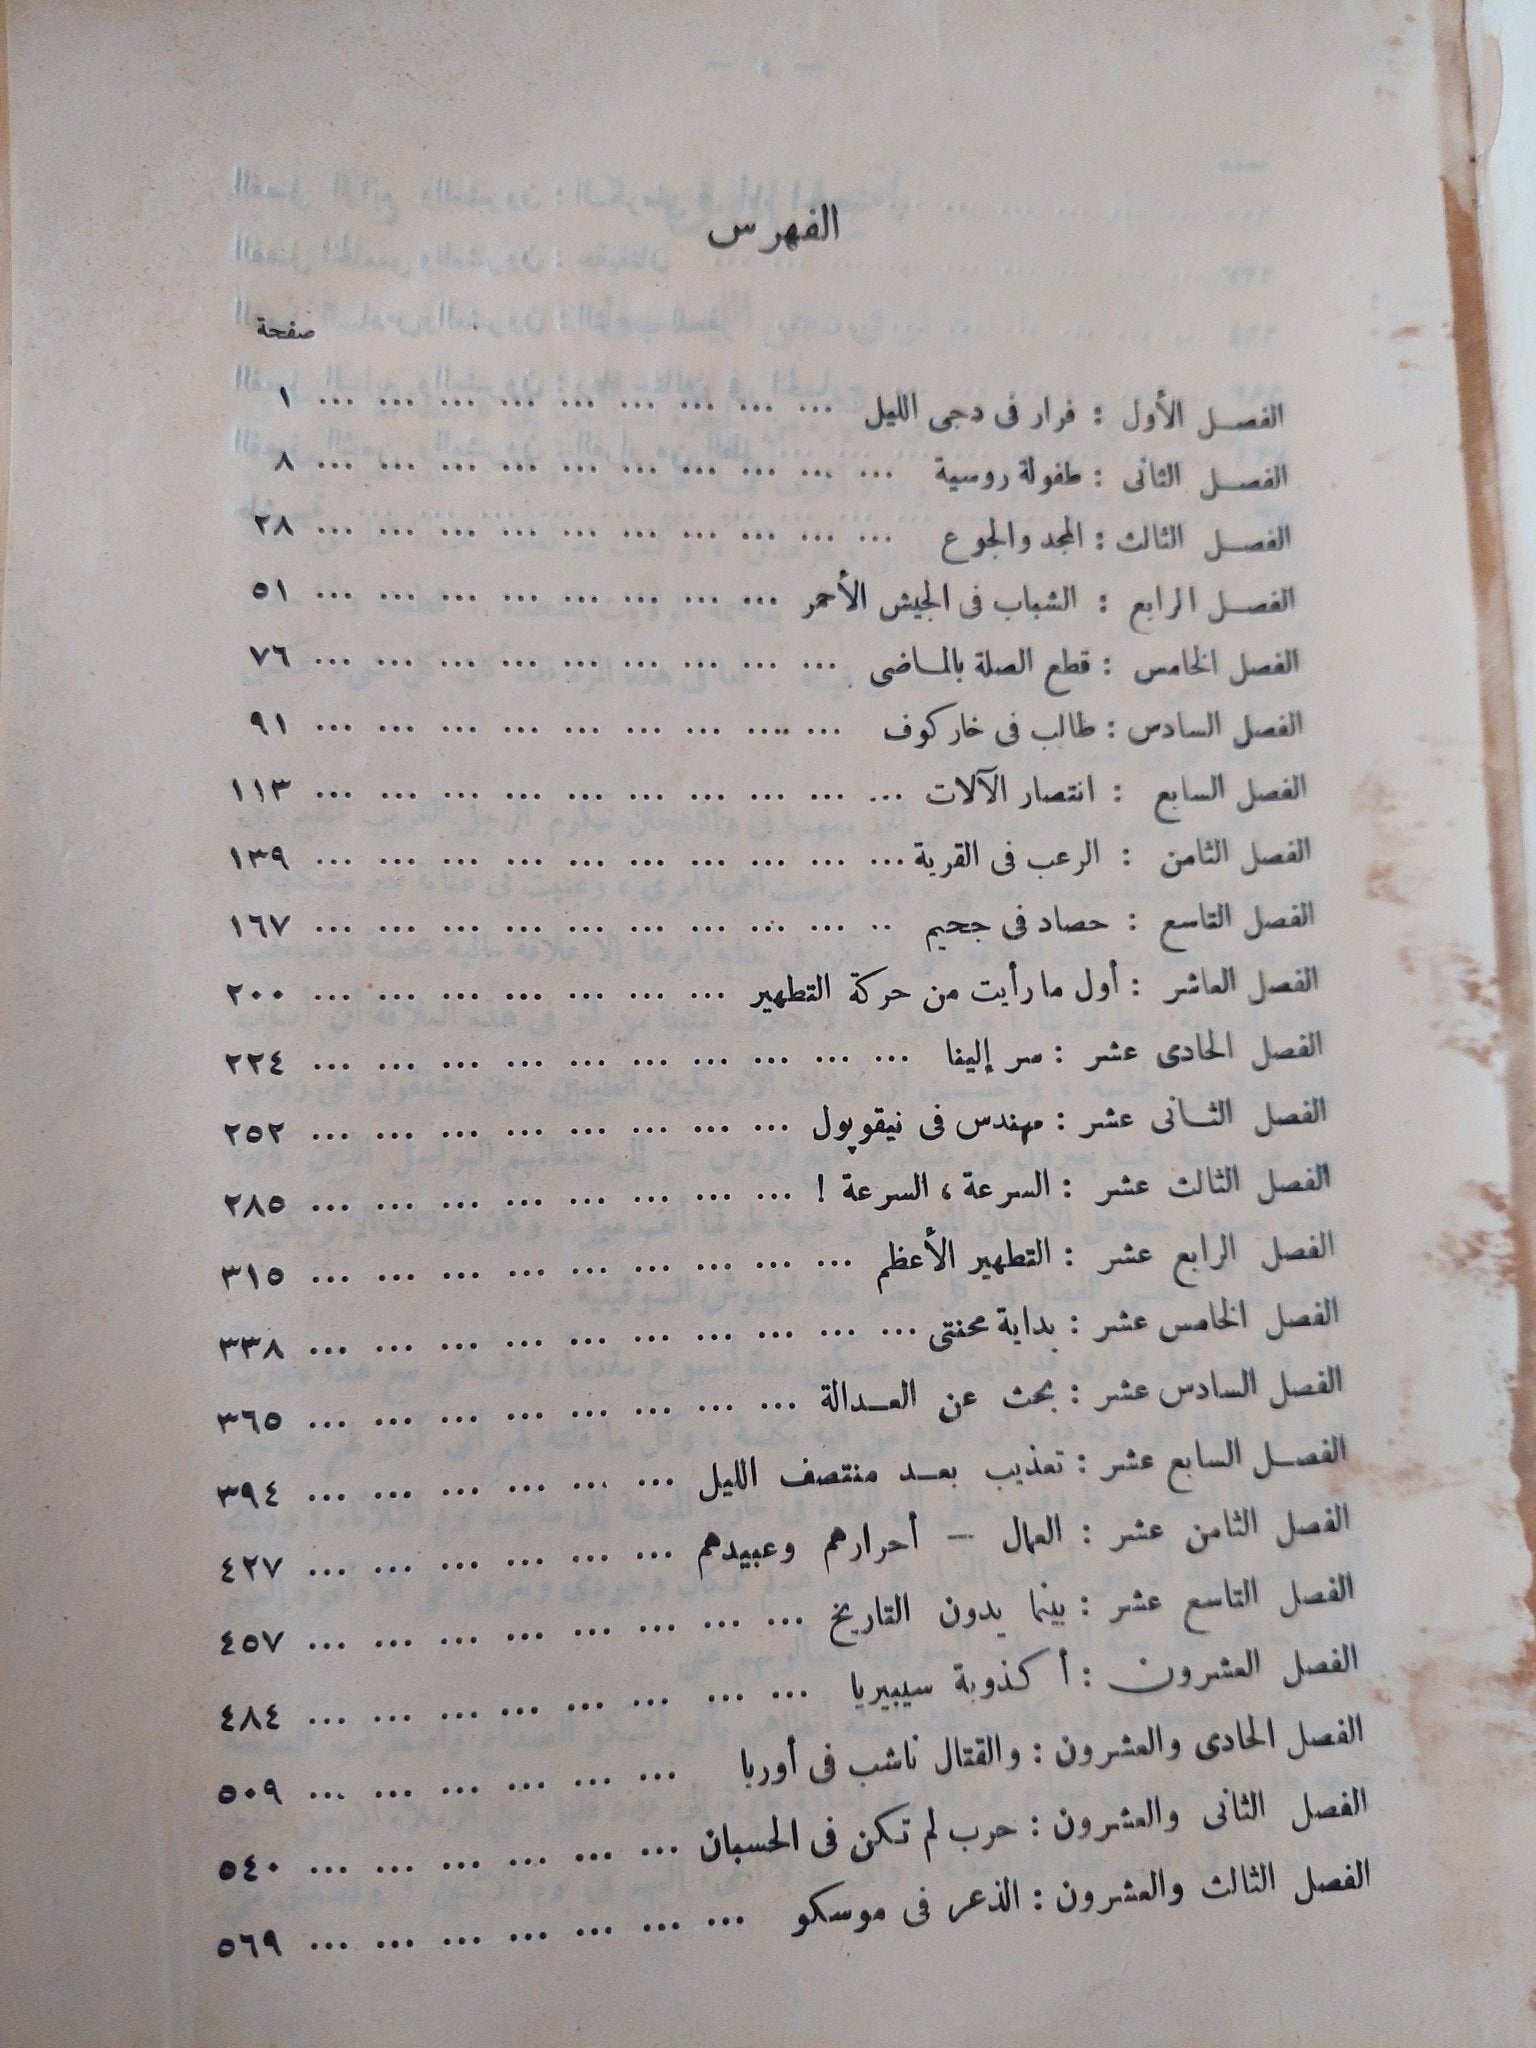 الفهرس
صفحة
الفصل الأول : فرار فى دجى الليل ... ... ... ... ... ... ... ... ... ١
الفصل الثانى : طفولة روسية ... ... ... ... ... ... ... ... ... ... ٨
الفصل الثالث : المجد والجوع ... ... ... ... ... ... ... ... ... ... ٢٨
الفصل الرابع : الشباب فى الجيش الأحمر ... ... ... ... ... ... ... ... ٥١
الفصل الخامس : قطع الصلة بالماضى ... ... ... ... ... ... ... ... ... ٧٦
الفصل السادس : طالب فى خاركوف ... ... ... ... ... ... ... ... ... ٩١
الفصل السابع : انتصار الآلات ... ... ... ... ... ... ... ... ... ... ١١٣
الفصل الثامن : الرعب فى القرية ... ... ... ... ... ... ... ... ... ... ١٣٩
الفصل التاسع : حصاد فى جحيم .. ... ... ... ... ... ... ... ... ... ١٦٧
الفصل العاشر : أول ما رأيت من حركة التطهير ... ... ... ... ... ... ... ٢٠٠
الفصل الحادى عشر : سر إلينا ... ... ... ... ... ... ... ... ... ... ٢٢٤
الفصل الثانى عشر : مهندس فى نيقوپول ... ... ... ... ... ... ... ... ٢٥٢
الفصل الثالث عشر : السرعة ، السرعة ! ... ... ... ... ... ... ... ... ٢٨٥
الفصل الرابع عشر : التطهير الأعظم ... ... ... ... ... ... ... ... ... ٣١٥
الفصل الخامس عشر : بداية محنتى ... ... ... ... ... ... ... ... ... ... ٣٣٨
الفصل السادس عشر : بحث عن العدالة ... ... ... ... ... ... ... ... ٣٦٥
الفصل السابع عشر : تعذيب بعد منتصف الليل ... ... ... ... ... ... ٣٩٤
الفصل الثامن عشر : العمال – أحرارهم وعبيدهم ... ... ... ... ... ... ٤٢٧
الفصل التاسع عشر : بينما يدون التاريخ ... ... ... ... ... ... ... ... ٤٥٧
الفصل العشرون : أكذوبة سيبيريا ... ... ... ... ... ... ... ... ٤٨٤
الفصل الحادى والعشرون : والقتال ناشب فى أوربا ... ... ... ... ... ... ٥٠٩
الفصل الثانى والعشرون : حرب لم تكن فى الحسبان ... ... ... ... ... ... ٥٤٠
الفصل الثالث والعشرون : الذعر فى موسكو ... ... ... ... ... ... ... ٥٦٩